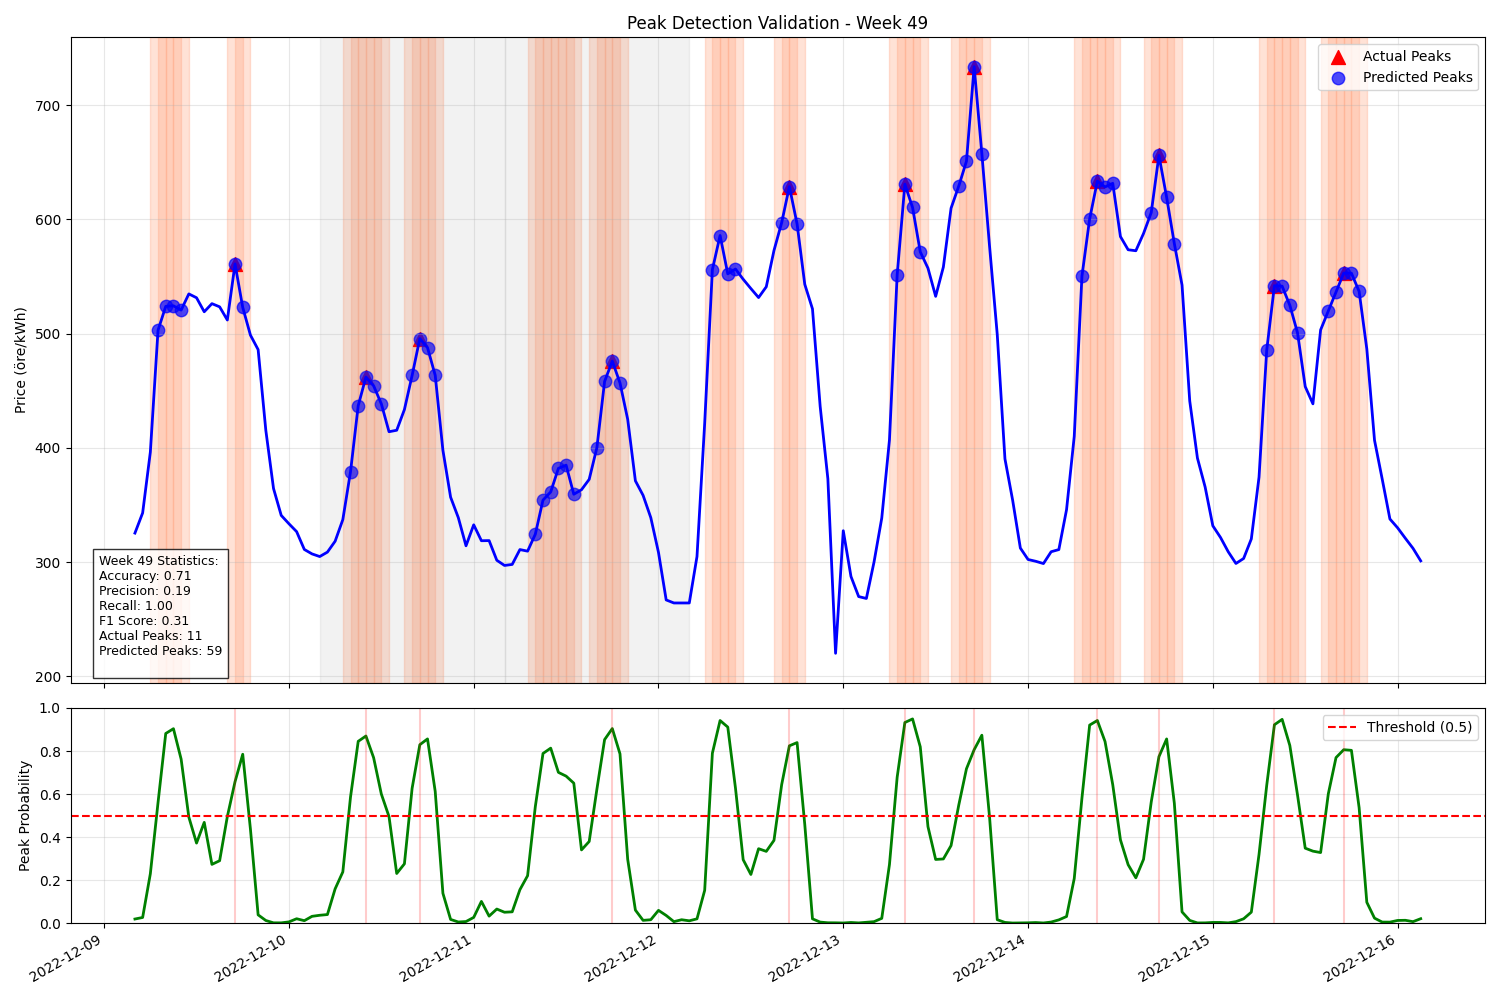 Peak Detection Validation - Week 49
Actual Peaks
Predicted Peaks
Price (öre/kWh)
700
600
500
400
300
200
Week 49 Statistics:
Accuracy: 0.71
Precision: 0.19
Recall: 1.00
F1 Score: 0.31
Actual Peaks: 11
Predicted Peaks: 59
Peak Probability
1.0
0.8
0.6
0.4
0.2
0.0
Threshold (0.5)
2022-12-09
2022-12-10
2022-12-11
2022-12-12
2022-12-13
2022-12-14
2022-12-15
2022-12-16